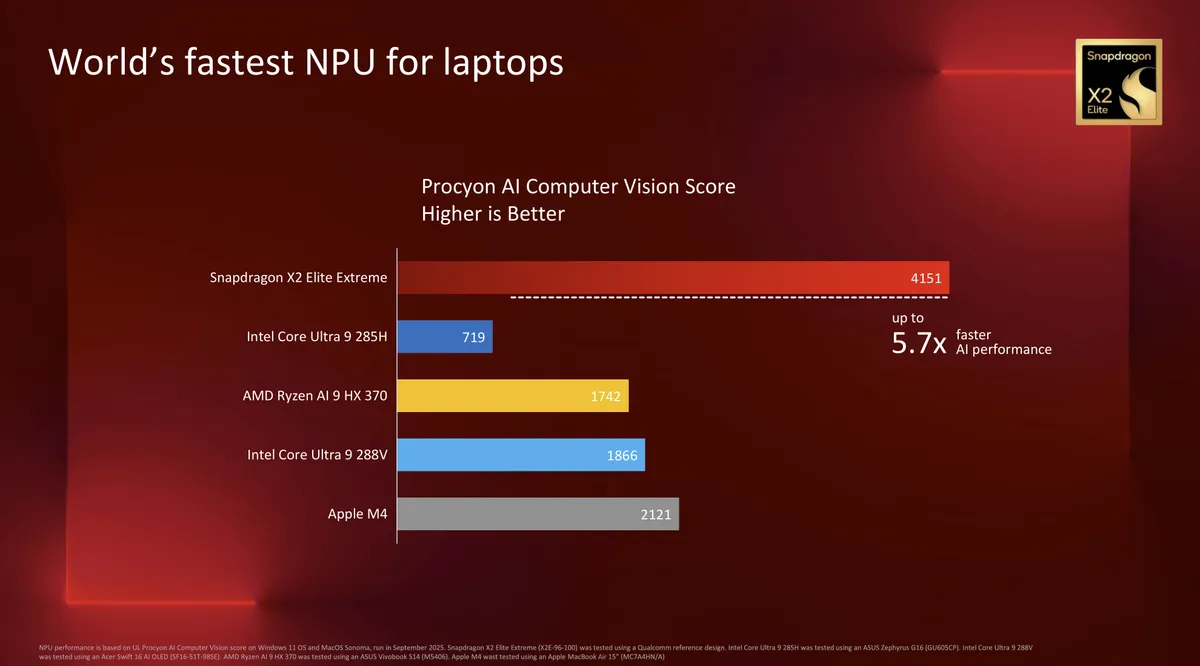 World's fastest NPU for laptops
Snapdragon
X2
Elite
Procyon AI Computer Vision Score
Higher is Better
Snapdragon X2 Elite Extreme
4151
up to
5.7x
faster
AI performance
Intel Core Ultra 9 285H
719
AMD Ryzen AI 9 HX 370
1742
Intel Core Ultra 9 288V
1866
Apple M4
2121
NPU performance is based on UL Procyon AI Computer Vision score on Windows 11 OS and MacOS Sonoma, run in September 2025. Snapdragon X2 Elite Extreme (X2E-96-100) was tested using a Qualcomm reference design. Intel Core Ultra 9 285H was tested using an ASUS Zephyrus G16 (GU605CP). Intel Core Ultra 9 288V
was tested using an Acer Swift 16 AI OLED (SF16-51T-985E). AMD Ryzen AI 9 HX 370 was tested using an ASUS Vivobook S14 (M5406). Apple M4 wast tested using an Apple MacBook Air 15" (MC7A4HN/A)